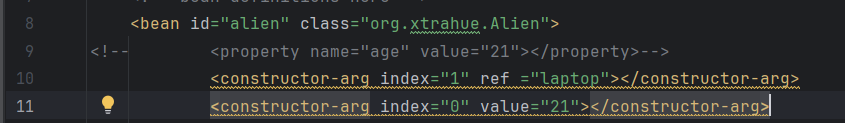 8 <bean id="alien" class="org.xtrahue.Alien">
9 <!-- <property name="age" value="21"></property>-->
10 <constructor-arg index="1" ref ="laptop"></constructor-arg>
11 <constructor-arg index="0" value="21"></constructor-arg>